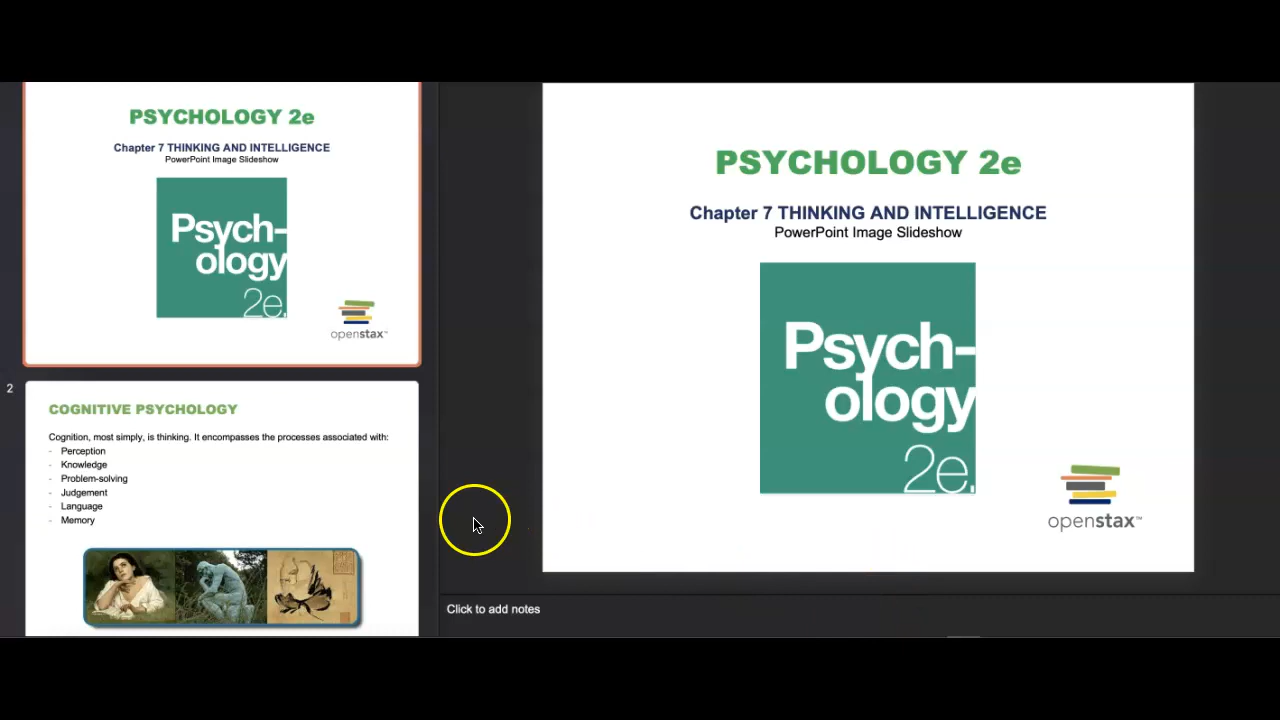 PSYCHOLOGY 2e
Chapter 7 THINKING AND INTELLIGENCE
PowerPoint Image Slideshow
Psych-
ology
2e.
openstax™
2
COGNITIVE PSYCHOLOGY
Cognition, most simply, is thinking. It encompasses the processes associated with:
- Perception
- Knowledge
- Problem-solving
- Judgement
- Language
- Memory
PSYCHOLOGY 2e
Chapter 7 THINKING AND INTELLIGENCE
PowerPoint Image Slideshow
Psych-
ology
2e.
openstax™
Click to add notes